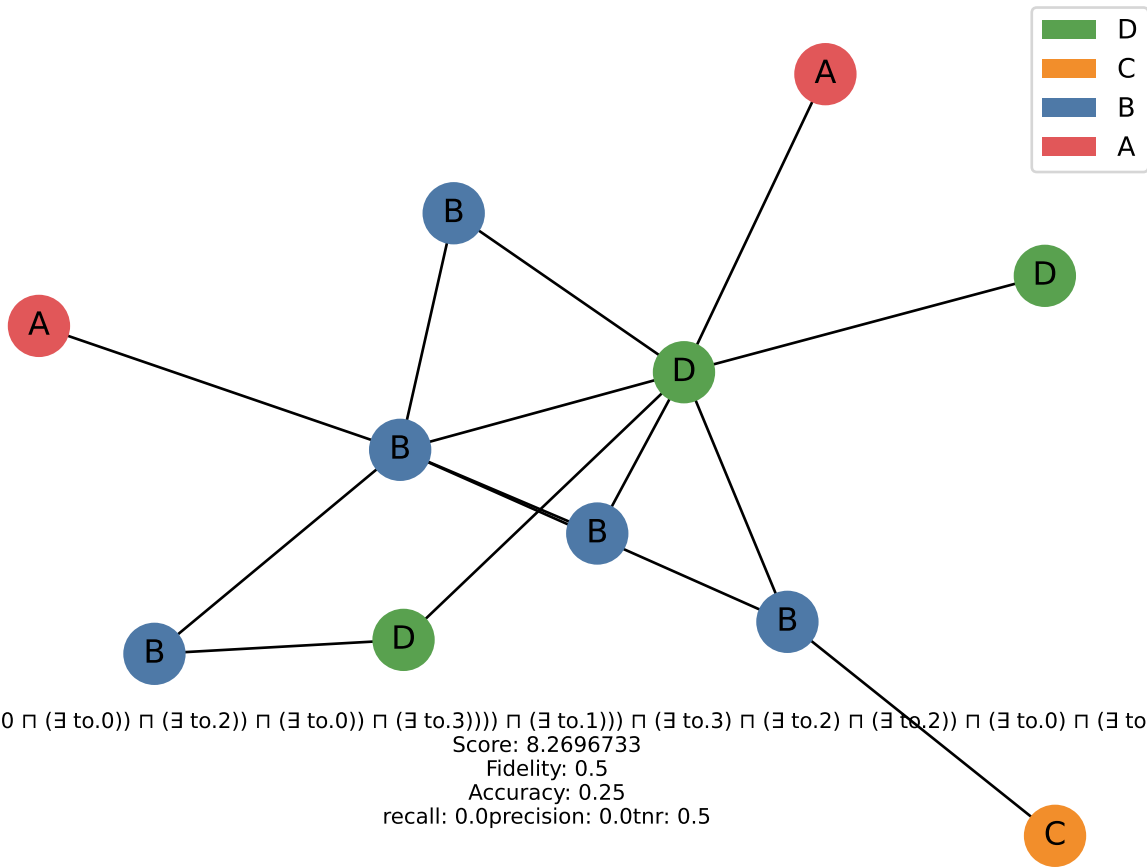 D
C
B
A
A
B
D
A
D
B
B
B
B
D
0 ⊓ (∃ to.0)) ⊓ (∃ to.2)) ⊓ (∃ to.0)) ⊓ (∃ to.3)))) ⊓ (∃ to.1))) ⊓ (∃ to.3) ⊓ (∃ to.2) ⊓ (∃ to.2)) ⊓ (∃ to.0) ⊓ (∃ to
Score: 8.2696733
Fidelity: 0.5
Accuracy: 0.25
recall: 0.0precision: 0.0tnr: 0.5
C